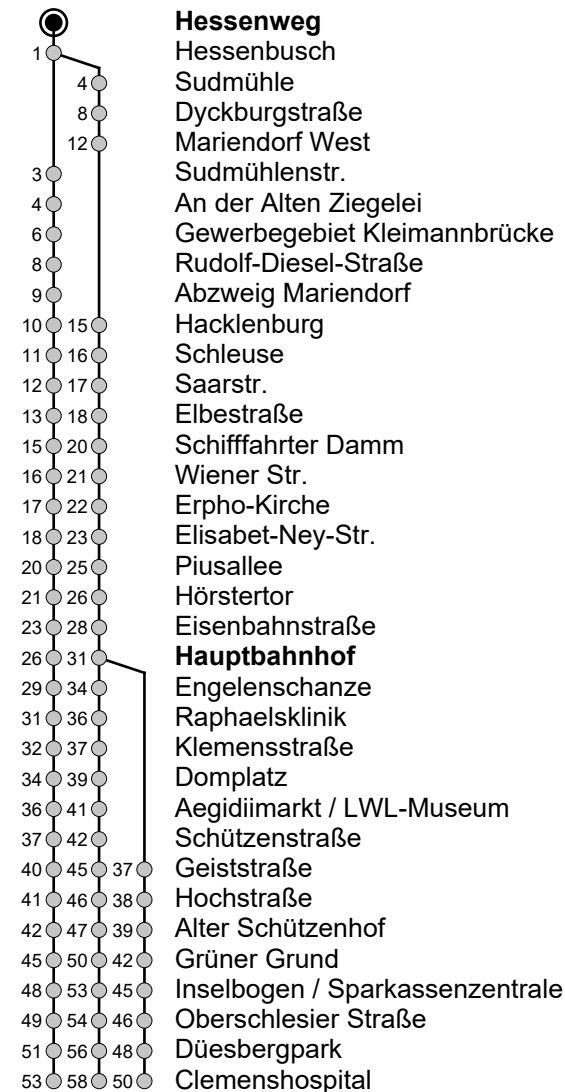 Hessenweg
1 Hessenbusch
4 Sudmühle
8 Dyckburgstraße
12 Mariendorf West
3 Sudmühlenstr.
4 An der Alten Ziegelei
6 Gewerbegebiet Kleimannbrücke
8 Rudolf-Diesel-Straße
9 Abzweig Mariendorf
10 15 Hacklenburg
11 16 Schleuse
12 17 Saarstr.
13 18 Elbestraße
15 20 Schifffahrter Damm
16 21 Wiener Str.
17 22 Erpho-Kirche
18 23 Elisabet-Ney-Str.
20 25 Piusallee
21 26 Hörstertor
23 28 Eisenbahnstraße
26 31 Hauptbahnhof
29 34 Engelenschanze
31 36 Raphaelsklinik
32 37 Klemensstraße
34 39 Domplatz
36 41 Aegidiimarkt / LWL-Museum
37 42 Schützenstraße
40 45 37 Geiststraße
41 46 38 Hochstraße
42 47 39 Alter Schützenhof
45 50 42 Grüner Grund
48 53 45 Inselbogen / Sparkassenzentrale
49 54 46 Oberschlesier Straße
51 56 48 Düesbergpark
53 58 50 Clemenshospital